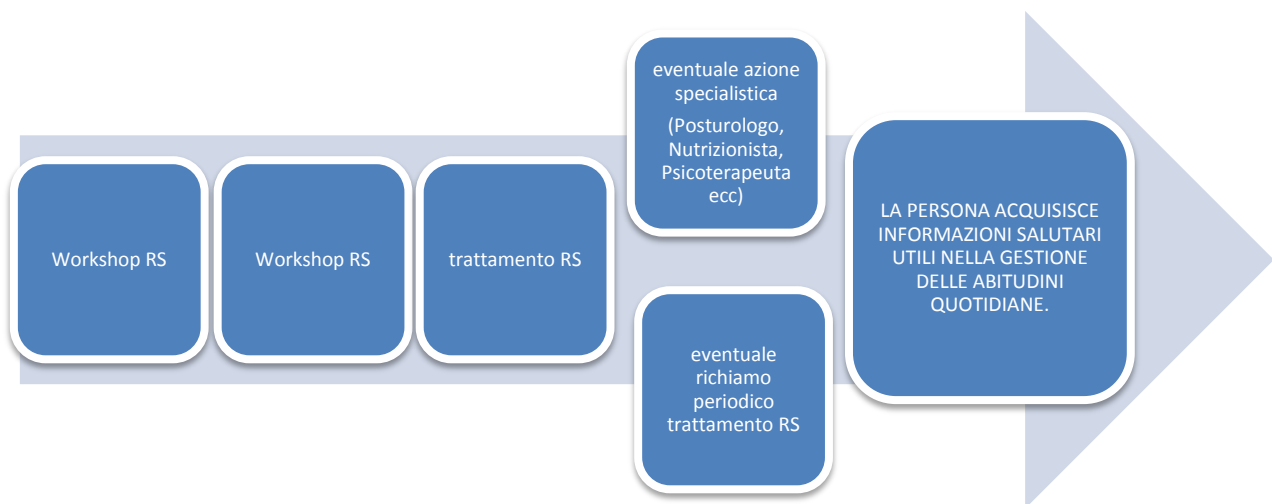 Workshop RS
Workshop RS
trattamento RS
eventuale azione
specialistica
(Posturologo,
Nutrizionista,
Psicoterapeuta
ecc)
eventuale
richiamo
periodico
trattamento RS
LA PERSONA ACQUISISCE
INFORMAZIONI SALUTARI
UTILI NELLA GESTIONE
DELLE ABITUDINI
QUOTIDIANE.